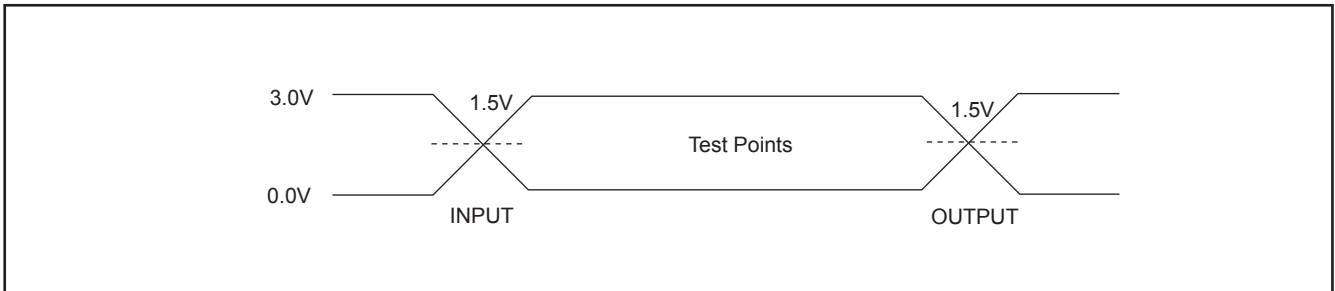 3.0V
1.5V
1.5V
Test Points
0.0V
INPUT
OUTPUT